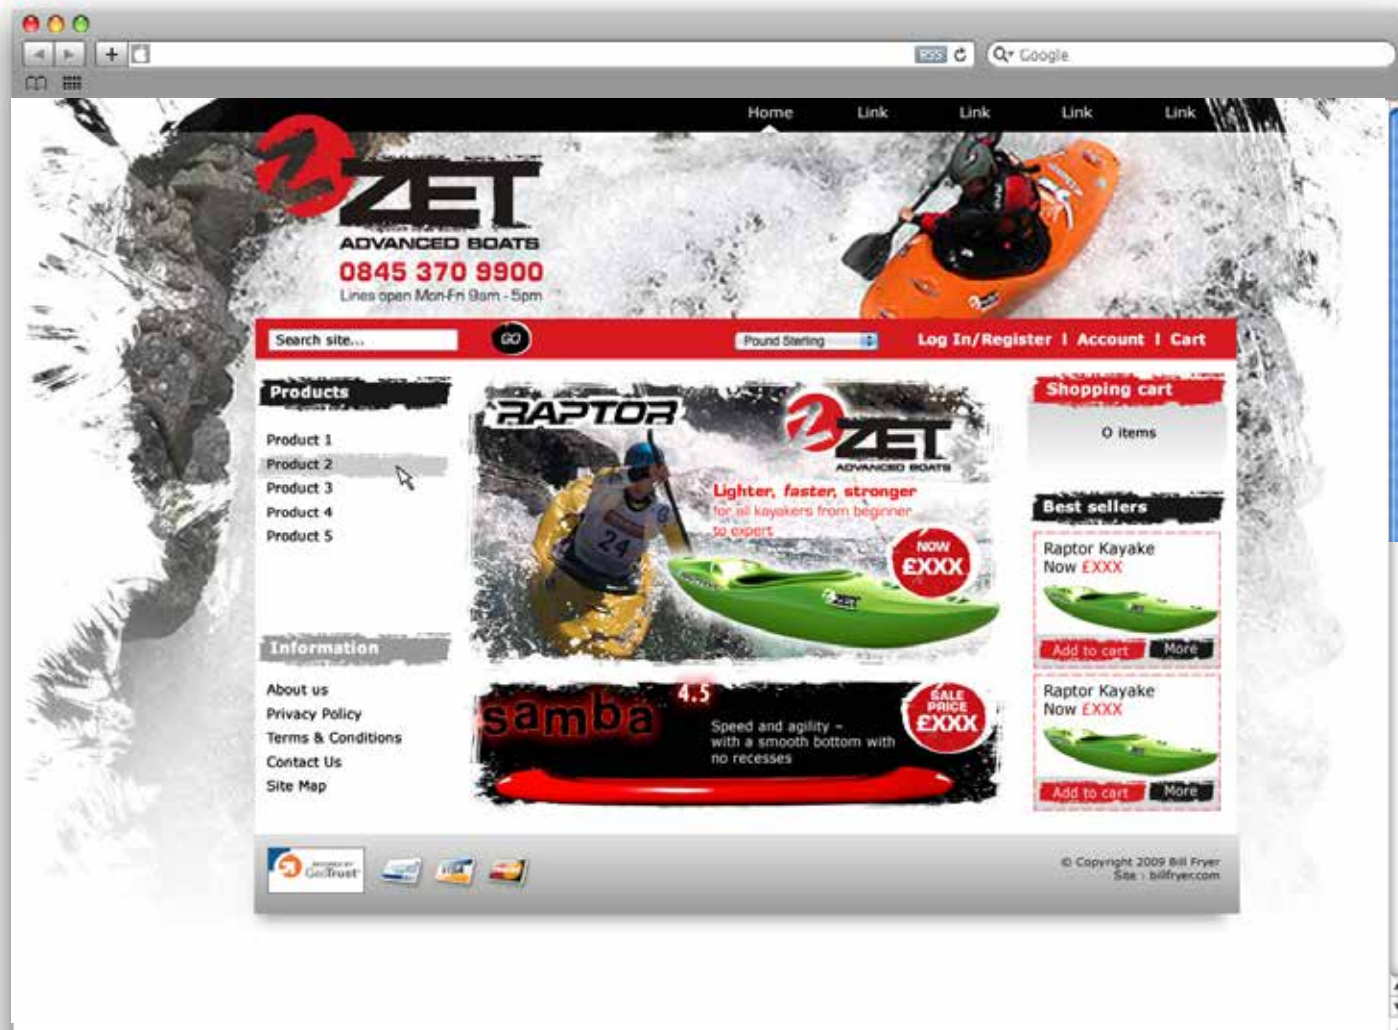 RSS
Google
Home Link Link Link Link
ZET
ADVANCED BOATS
0845 370 9900
Lines open Mon-Fri 9am - 5pm
Search site... GO Pound Sterling Log In/Register | Account | Cart
Products
Product 1
Product 2
Product 3
Product 4
Product 5
Information
About us
Privacy Policy
Terms & Conditions
Contact Us
Site Map
RAPTOR
ZET
ADVANCED BOATS
Lighter, faster, stronger
for all kayakers from beginner
to expert
24
NOW
£XXX
ZET
samba 4.5
Speed and agility –
with a smooth bottom with
no recesses
SALE
PRICE
£XXX
Shopping cart
0 items
Best sellers
Raptor Kayake
Now £XXX
Add to cart More
Raptor Kayake
Now £XXX
Add to cart More
GeoTrust
VISA
© Copyright 2009 Bill Fryer
Site : billfryer.com